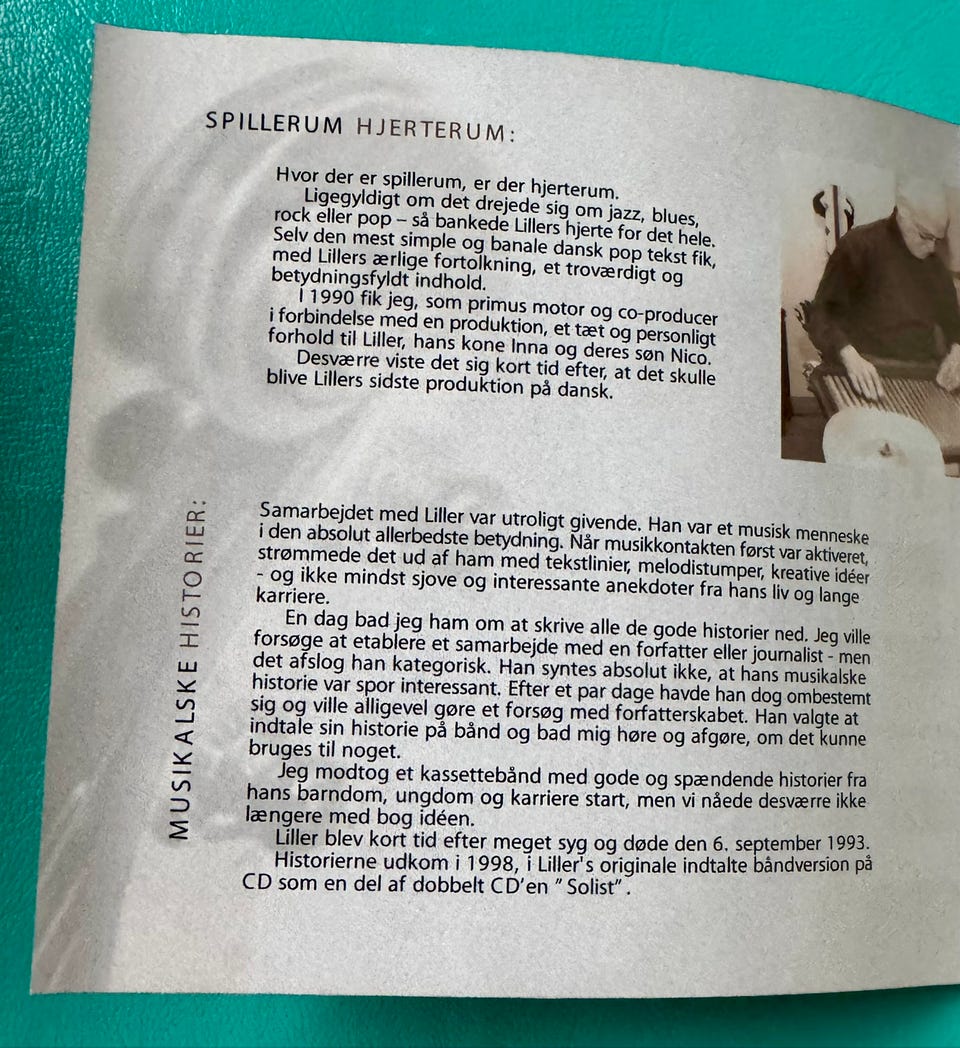 SPILLERUM HJERTERUM:
Hvor der er spillerum, er der hjerterum.
Ligegyldigt om det drejede sig om jazz, blues,
rock eller pop – så bankede Lillers hjerte for det hele.
Selv den mest simple og banale dansk pop tekst fik,
med Lillers ærlige fortolkning, et troværdigt og
betydningsfyldt indhold.
I 1990 fik jeg, som primus motor og co-producer
i forbindelse med en produktion, et tæt og personligt
forhold til Liller, hans kone Inna og deres søn Nico.
Desværre viste det sig kort tid efter, at det skulle
blive Lillers sidste produktion på dansk.
MUSIKALSKE HISTORIER:
Samarbejdet med Liller var utroligt givende. Han var et musisk menneske
i den absolut allerbedste betydning. Når musikkontakten først var aktiveret,
strømmede det ud af ham med tekstlinier, melodistumper, kreative idéer
- og ikke mindst sjove og interessante anekdoter fra hans liv og lange
karriere.
En dag bad jeg ham om at skrive alle de gode historier ned. Jeg ville
forsøge at etablere et samarbejde med en forfatter eller journalist - men
det afslog han kategorisk. Han syntes absolut ikke, at hans musikalske
historie var spor interessant. Efter et par dage havde han dog ombestemt
sig og ville alligevel gøre et forsøg med forfatterskabet. Han valgte at
indtale sin historie på bånd og bad mig høre og afgøre, om det kunne
bruges til noget.
Jeg modtog et kassettebånd med gode og spændende historier fra
hans barndom, ungdom og karriere start, men vi nåede desværre ikke
længere med bog idéen.
Liller blev kort tid efter meget syg og døde den 6. september 1993.
Historierne udkom i 1998, i Liller's originale indtalte båndversion på
CD som en del af dobbelt CD'en ” Solist” .